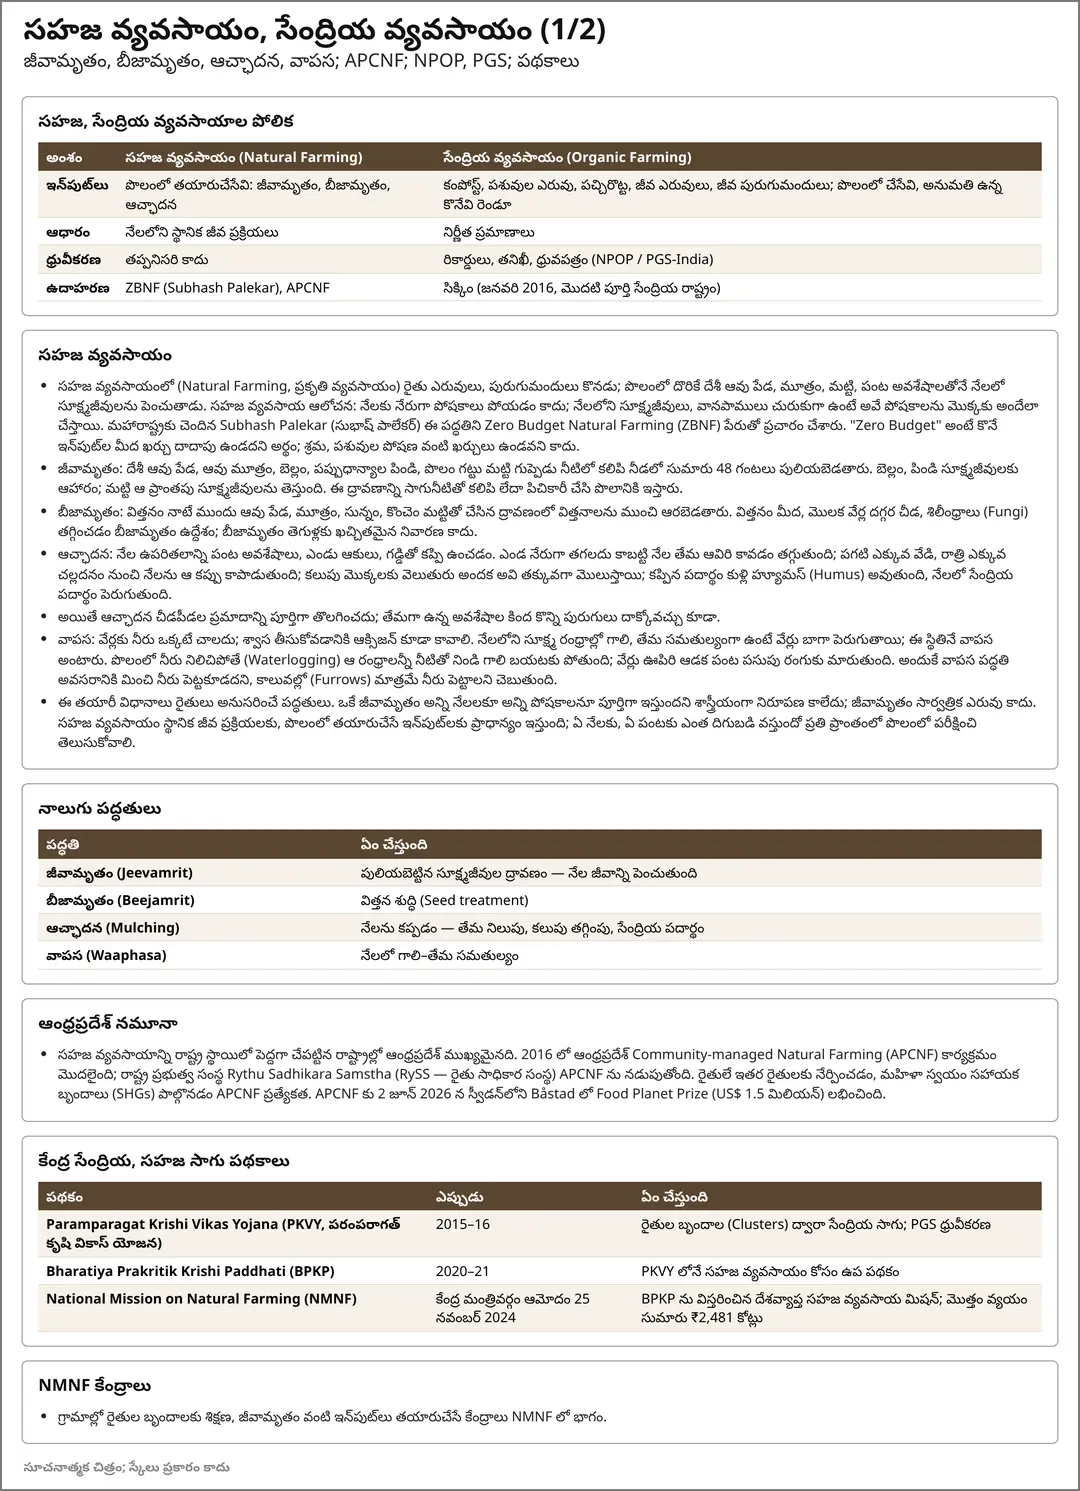 సహజ వ్యవసాయం, సేంద్రియ వ్యవసాయం (1/2)
జీవామృతం, బీజామృతం, ఆచ్ఛాదన, వాపస; APCNF; NPOP, PGS; పథకాలు
సహజ, సేంద్రియ వ్యవసాయాల పోలిక
అంశం సహజ వ్యవసాయం (Natural Farming) సేంద్రియ వ్యవసాయం (Organic Farming)
ఇన్‌పుట్‌లు పొలంలో తయారుచేసేవి: జీవామృతం, బీజామృతం, కంపోస్ట్, పశువుల ఎరువు, పచ్చిరొట్ట, జీవ ఎరువులు, జీవ పురుగుమందులు; పొలంలో చేసేవి, అనుమతి ఉన్న
ఆచ్ఛాదన కొనేవి రెండూ
ఆధారం నేలలోని స్థానిక జీవ ప్రక్రియలు నిర్ణీత ప్రమాణాలు
ధ్రువీకరణ తప్పనిసరి కాదు రికార్డులు, తనిఖీ, ధ్రువపత్రం (NPOP / PGS-India)
ఉదాహరణ ZBNF (Subhash Palekar), APCNF సిక్కిం (జనవరి 2016, మొదటి పూర్తి సేంద్రియ రాష్ట్రం)
సహజ వ్యవసాయం
• సహజ వ్యవసాయంలో (Natural Farming, ప్రకృతి వ్యవసాయం) రైతు ఎరువులు, పురుగుమందులు కొనడు; పొలంలో దొరికే దేశీ ఆవు పేడ, మూత్రం, మట్టి, పంట అవశేషాలతోనే నేలలో
సూక్ష్మజీవులను పెంచుతాడు. సహజ వ్యవసాయ ఆలోచన: నేలకు నేరుగా పోషకాలు పోయడం కాదు; నేలలోని సూక్ష్మజీవులు, వానపాములు చురుకుగా ఉంటే అవే పోషకాలను మొక్కకు అందేలా
చేస్తాయి. మహారాష్ట్రకు చెందిన Subhash Palekar (సుభాష్ పాలేకర్) ఈ పద్ధతిని Zero Budget Natural Farming (ZBNF) పేరుతో ప్రచారం చేశారు. "Zero Budget" అంటే కొనే
ఇన్‌పుట్‌ల మీద ఖర్చు దాదాపు ఉండదని అర్థం; శ్రమ, పశువుల పోషణ వంటి ఖర్చులు ఉండవని కాదు.
• జీవామృతం: దేశీ ఆవు పేడ, ఆవు మూత్రం, బెల్లం, పప్పుధాన్యాల పిండి, పొలం గట్టు మట్టి గుప్పెడు నీటిలో కలిపి నీడలో సుమారు 48 గంటలు పులియబెడతారు. బెల్లం, పిండి సూక్ష్మజీవులకు
ఆహారం; మట్టి ఆ ప్రాంతపు సూక్ష్మజీవులను తెస్తుంది. ఈ ద్రావణాన్ని సాగునీటితో కలిపి లేదా పిచికారీ చేసి పొలానికి ఇస్తారు.
• బీజామృతం: విత్తనం నాటే ముందు ఆవు పేడ, మూత్రం, సున్నం, కొంచెం మట్టితో చేసిన ద్రావణంలో విత్తనాలను ముంచి ఆరబెడతారు. విత్తనం మీద, మొలక వేర్ల దగ్గర చీడ, శిలీంధ్రాలు (Fungi)
తగ్గించడం బీజామృతం ఉద్దేశం; బీజామృతం తెగుళ్లకు ఖచ్చితమైన నివారణ కాదు.
• ఆచ్ఛాదన: నేల ఉపరితలాన్ని పంట అవశేషాలు, ఎండు ఆకులు, గడ్డితో కప్పి ఉంచడం. ఎండ నేరుగా తగలదు కాబట్టి నేల తేమ ఆవిరి కావడం తగ్గుతుంది; పగటి ఎక్కువ వేడి, రాత్రి ఎక్కువ
చల్లదనం నుంచి నేలను ఆ కప్పు కాపాడుతుంది; కలుపు మొక్కలకు వెలుతురు అందక అవి తక్కువగా మొలుస్తాయి; కప్పిన పదార్థం కుళ్లి హ్యూమస్ (Humus) అవుతుంది, నేలలో సేంద్రియ
పదార్థం పెరుగుతుంది.
• అయితే ఆచ్ఛాదన చీడపీడల ప్రమాదాన్ని పూర్తిగా తొలగించదు; తేమగా ఉన్న అవశేషాల కింద కొన్ని పురుగులు దాక్కోవచ్చు కూడా.
• వాపస: వేర్లకు నీరు ఒక్కటే చాలదు; శ్వాస తీసుకోవడానికి ఆక్సిజన్ కూడా కావాలి. నేలలోని సూక్ష్మ రంధ్రాల్లో గాలి, తేమ సమతుల్యంగా ఉంటే వేర్లు బాగా పెరుగుతాయి; ఈ స్థితినే వాపస
అంటారు. పొలంలో నీరు నిలిచిపోతే (Waterlogging) ఆ రంధ్రాలన్నీ నీటితో నిండి గాలి బయటకు పోతుంది; వేర్లు ఊపిరి ఆడక పంట పసుపు రంగుకు మారుతుంది. అందుకే వాపస పద్ధతి
అవసరానికి మించి నీరు పెట్టకూడదని, కాలువల్లో (Furrows) మాత్రమే నీరు పెట్టాలని చెబుతుంది.
• ఈ తయారీ విధానాలు రైతులు అనుసరించే పద్ధతులు. ఒకే జీవామృతం అన్ని నేలలకూ అన్ని పోషకాలనూ పూర్తిగా ఇస్తుందని శాస్త్రీయంగా నిరూపణ కాలేదు; జీవామృతం సార్వత్రిక ఎరువు కాదు.
సహజ వ్యవసాయం స్థానిక జీవ ప్రక్రియలకు, పొలంలో తయారుచేసే ఇన్‌పుట్‌లకు ప్రాధాన్యం ఇస్తుంది; ఏ నేలకు, ఏ పంటకు ఎంత దిగుబడి వస్తుందో ప్రతి ప్రాంతంలో పొలంలో పరీక్షించి
తెలుసుకోవాలి.
నాలుగు పద్ధతులు
పద్ధతి ఏం చేస్తుంది
జీవామృతం (Jeevamrit) పులియబెట్టిన సూక్ష్మజీవుల ద్రావణం — నేల జీవాన్ని పెంచుతుంది
బీజామృతం (Beejamrit) విత్తన శుద్ధి (Seed treatment)
ఆచ్ఛాదన (Mulching) నేలను కప్పడం — తేమ నిలుపు, కలుపు తగ్గింపు, సేంద్రియ పదార్థం
వాపస (Waaphasa) నేలలో గాలి–తేమ సమతుల్యం
ఆంధ్రప్రదేశ్ నమూనా
• సహజ వ్యవసాయాన్ని రాష్ట్ర స్థాయిలో పెద్దగా చేపట్టిన రాష్ట్రాల్లో ఆంధ్రప్రదేశ్ ముఖ్యమైనది. 2016 లో ఆంధ్రప్రదేశ్ Community-managed Natural Farming (APCNF) కార్యక్రమం
మొదలైంది; రాష్ట్ర ప్రభుత్వ సంస్థ Rythu Sadhikara Samstha (RySS — రైతు సాధికార సంస్థ) APCNF ను నడుపుతోంది. రైతులే ఇతర రైతులకు నేర్పించడం, మహిళా స్వయం సహాయక
బృందాలు (SHGs) పాల్గొనడం APCNF ప్రత్యేకత. APCNF కు 2 జూన్ 2026 న స్వీడన్‌లోని Båstad లో Food Planet Prize (US$ 1.5 మిలియన్) లభించింది.
కేంద్ర సేంద్రియ, సహజ సాగు పథకాలు
పథకం ఎప్పుడు ఏం చేస్తుంది
Paramparagat Krishi Vikas Yojana (PKVY, పరంపరాగత్ 2015–16 రైతుల బృందాల (Clusters) ద్వారా సేంద్రియ సాగు; PGS ధ్రువీకరణ
కృషి వికాస్ యోజన)
Bharatiya Prakritik Krishi Paddhati (BPKP) 2020–21 PKVY లోనే సహజ వ్యవసాయం కోసం ఉప పథకం
National Mission on Natural Farming (NMNF) కేంద్ర మంత్రివర్గం ఆమోదం 25 BPKP ను విస్తరించిన దేశవ్యాప్త సహజ వ్యవసాయ మిషన్; మొత్తం వ్యయం
నవంబర్ 2024 సుమారు ₹2,481 కోట్లు
NMNF కేంద్రాలు
• గ్రామాల్లో రైతుల బృందాలకు శిక్షణ, జీవామృతం వంటి ఇన్‌పుట్‌లు తయారుచేసే కేంద్రాలు NMNF లో భాగం.
సూచనాత్మక చిత్రం; స్కేలు ప్రకారం కాదు